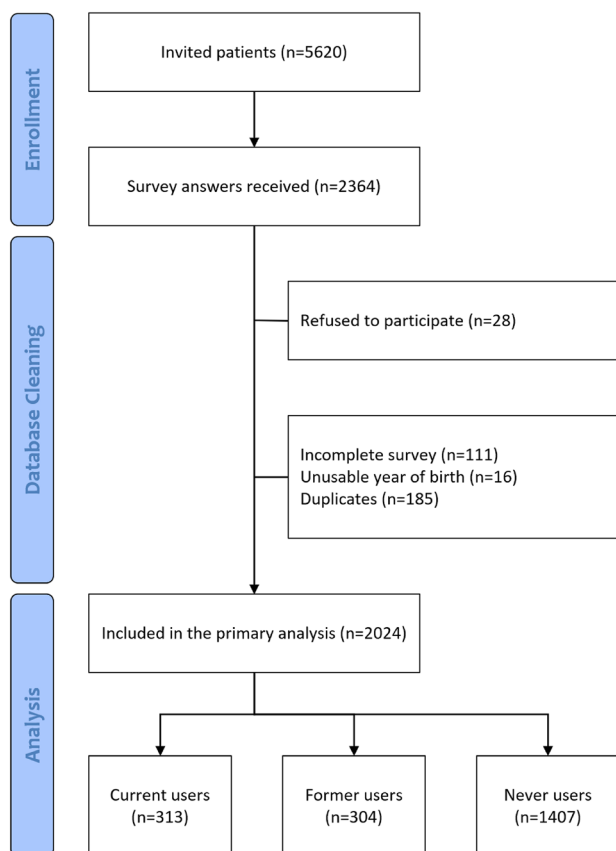 Enrollment
Invited patients (n=5620)
Survey answers received (n=2364)
Database Cleaning
Refused to participate (n=28)
Incomplete survey (n=111)
Unusable year of birth (n=16)
Duplicates (n=185)
Analysis
Included in the primary analysis (n=2024)
Current users
(n=313)
Former users
(n=304)
Never users
(n=1407)